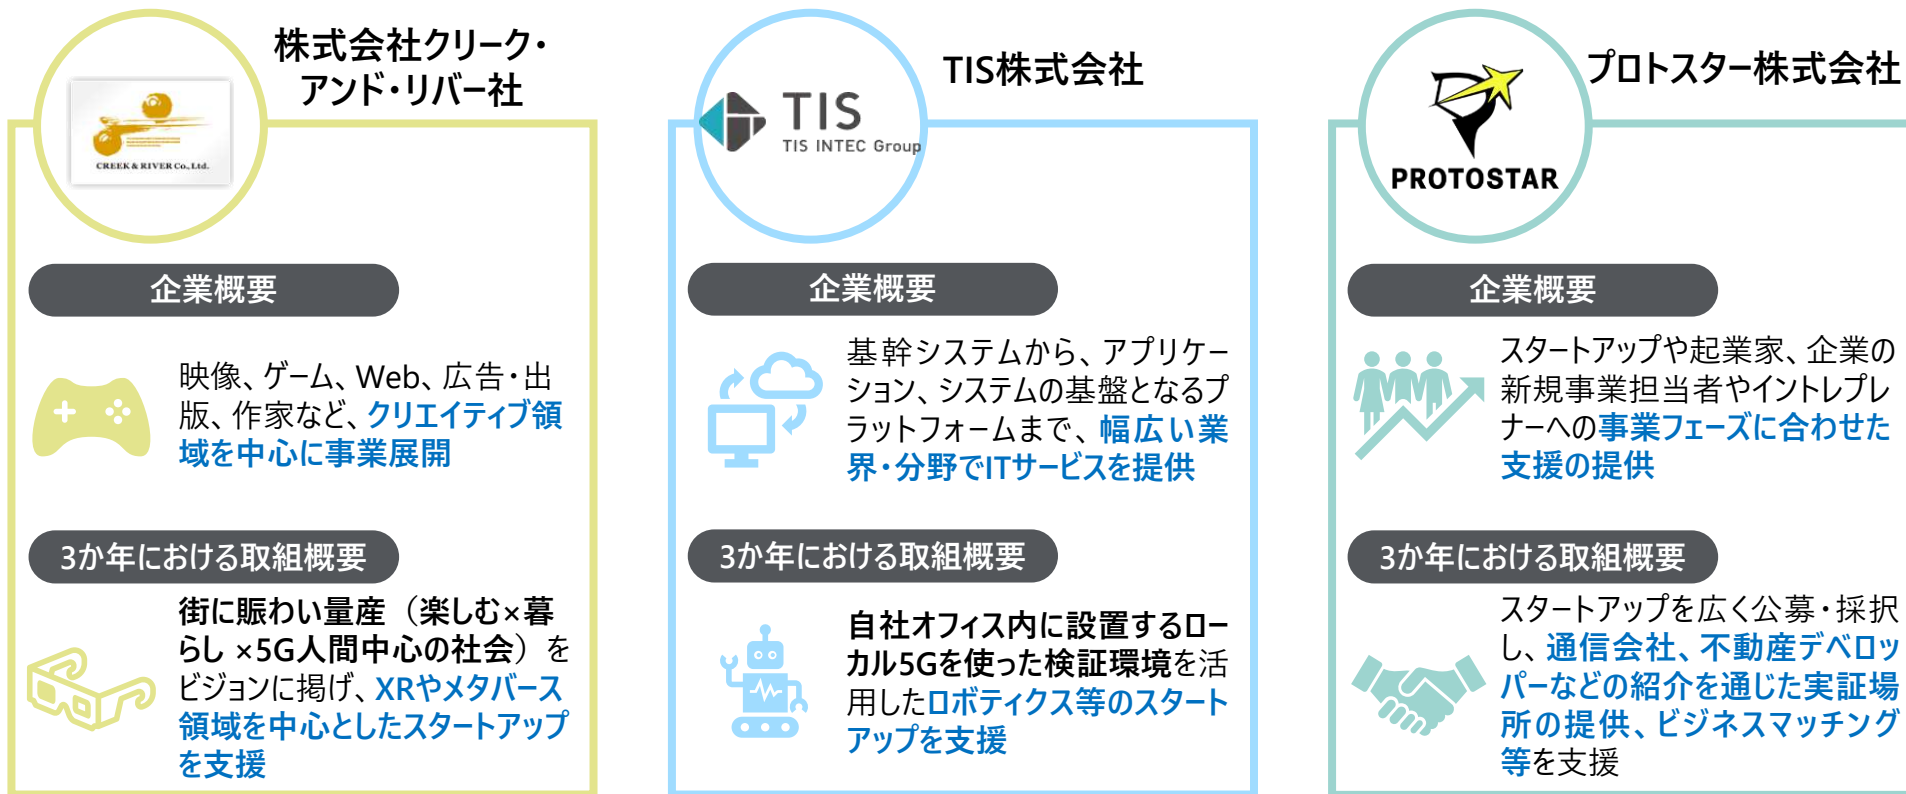 株式会社クリーク・
アンド・リバー社
CREEK & RIVER Co., Ltd.
企業概要
映像、ゲーム、Web、広告・出
版、作家など、クリエイティブ領
域を中心に事業展開
3か年における取組概要
街に賑わい量産（楽しむ×暮
らし ×5G人間中心の社会）を
ビジョンに掲げ、XRやメタバース
領域を中心としたスタートアップ
を支援
TIS株式会社
TIS
TIS INTEC Group
企業概要
基幹システムから、アプリケー
ション、システムの基盤となるプ
ラットフォームまで、幅広い業
界・分野でITサービスを提供
3か年における取組概要
自社オフィス内に設置するロー
カル5Gを使った検証環境を活
用したロボティクス等のスタート
アップを支援
プロトスター株式会社
PROTOSTAR
企業概要
スタートアップや起業家、企業の
新規事業担当者やイントレプレ
ナーへの事業フェーズに合わせた
支援の提供
3か年における取組概要
スタートアップを広く公募・採択
し、通信会社、不動産デベロッ
パーなどの紹介を通じた実証場
所の提供、ビジネスマッチング
等を支援